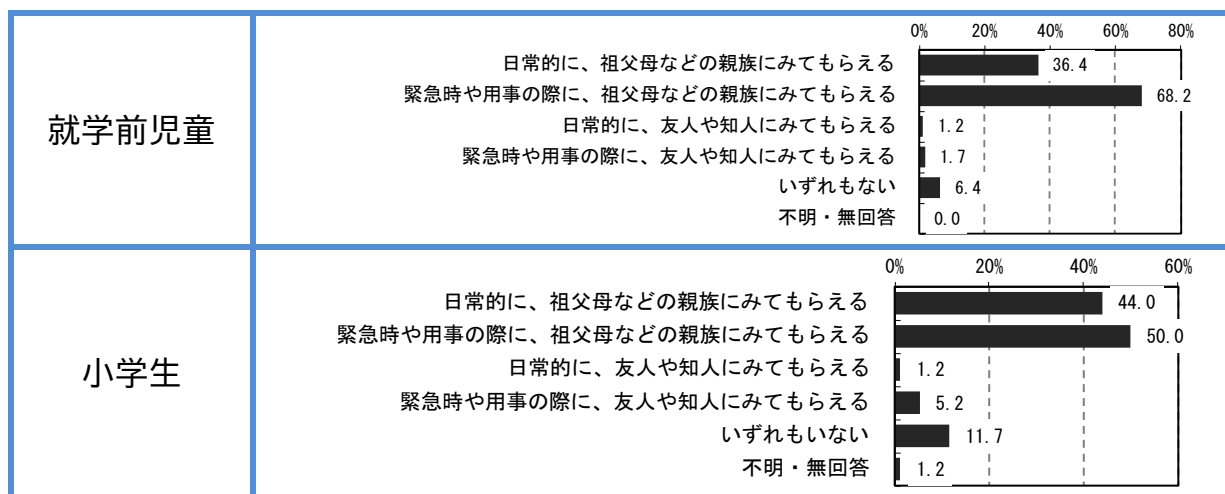 就学前児童
0% 20% 40% 60% 80%
日常的に、祖父母などの親族にみてもらえる 36.4
緊急時や用事の際に、祖父母などの親族にみてもらえる 68.2
日常的に、友人や知人にみてもらえる 1.2
緊急時や用事の際に、友人や知人にみてもらえる 1.7
いずれもない 6.4
不明・無回答 0.0
小学生
0% 20% 40% 60%
日常的に、祖父母などの親族にみてもらえる 44.0
緊急時や用事の際に、祖父母などの親族にみてもらえる 50.0
日常的に、友人や知人にみてもらえる 1.2
緊急時や用事の際に、友人や知人にみてもらえる 5.2
いずれもいない 11.7
不明・無回答 1.2